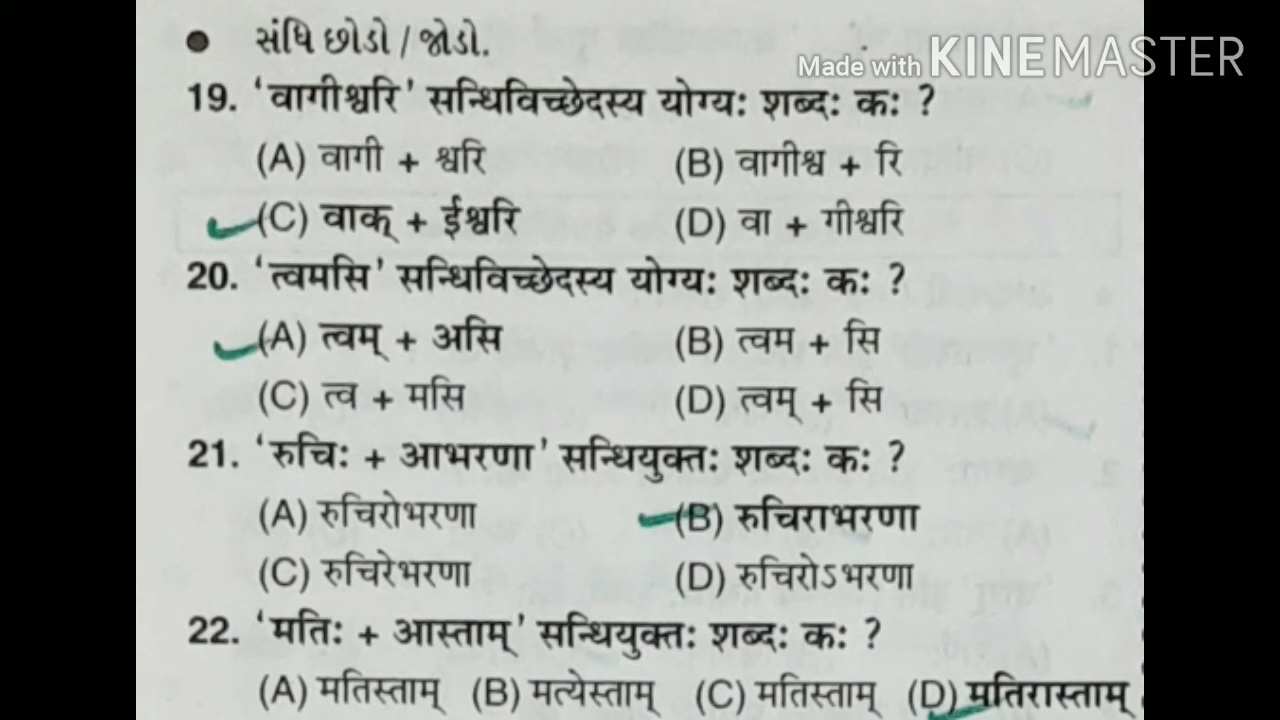 • સંધિ છોડો / જોડો.
Made with KINEMASTER
19. 'वागीश्वरि' सन्धिविच्छेदस्य योग्यः शब्दः कः ?
(A) वागी + श्वरि (B) वागीश्व + रि
(C) वाक् + ईश्वरि (D) वा + गीश्वरि
20. 'त्वमसि' सन्धिविच्छेदस्य योग्यः शब्दः कः ?
(A) त्वम् + असि (B) त्वम + सि
(C) त्व + मसि (D) त्वम् + सि
21. 'रुचिः + आभरणा' सन्धियुक्तः शब्दः कः ?
(A) रुचिरोभरणा (B) रुचिराभरणा
(C) रुचिरेभरणा (D) रुचिरोऽभरणा
22. 'मतिः + आस्ताम्' सन्धियुक्तः शब्दः कः ?
(A) मतिस्ताम् (B) मत्येस्ताम् (C) मतिस्ताम् (D) मतिरास्ताम्